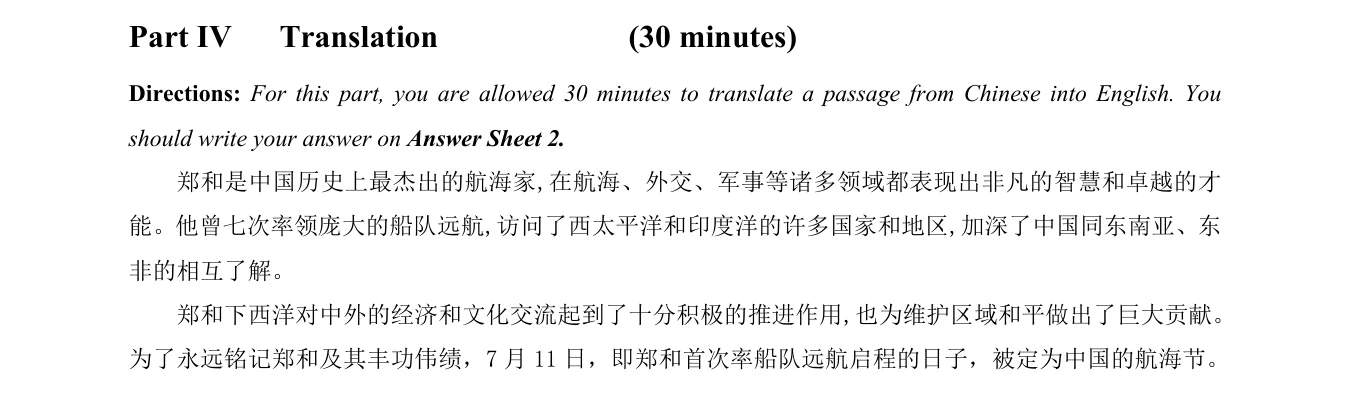 Part IV Translation (30 minutes)
Directions: For this part, you are allowed 30 minutes to translate a passage from Chinese into English. You
should write your answer on Answer Sheet 2.
郑和是中国历史上最杰出的航海家,在航海、外交、军事等诸多领域都表现出非凡的智慧和卓越的才
能。他曾七次率领庞大的船队远航,访问了西太平洋和印度洋的许多国家和地区,加深了中国同东南亚、东
非的相互了解。
郑和下西洋对中外的经济和文化交流起到了十分积极的推进作用,也为维护区域和平做出了巨大贡献。
为了永远铭记郑和及其丰功伟绩，7 月 11 日，即郑和首次率船队远航启程的日子，被定为中国的航海节。